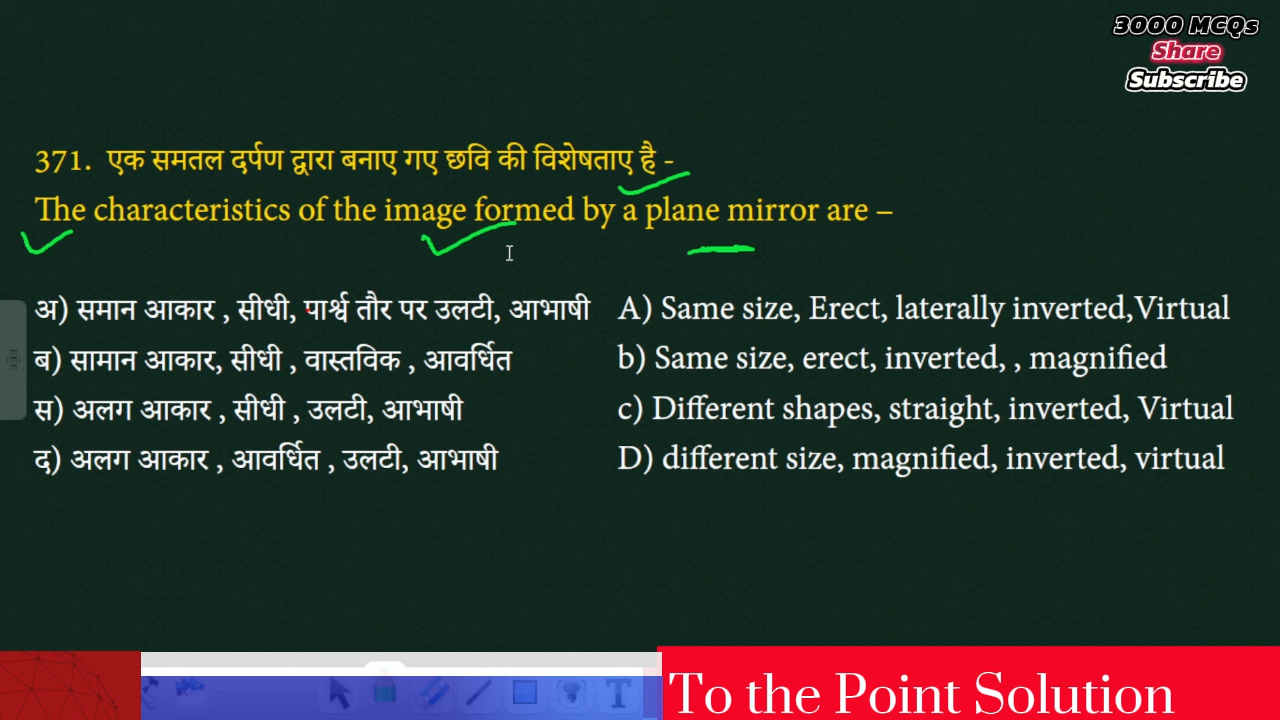 3000 MCQs
Share
Subscribe
371. एक समतल दर्पण द्वारा बनाए गए छवि की विशेषताए है -
The characteristics of the image formed by a plane mirror are –
अ) समान आकार , सीधी, पार्श्व तौर पर उलटी, आभाषी
A) Same size, Erect, laterally inverted,Virtual
ब) सामान आकार, सीधी , वास्तविक , आवर्धित
b) Same size, erect, inverted, , magnified
स) अलग आकार , सीधी , उलटी, आभाषी
c) Different shapes, straight, inverted, Virtual
द) अलग आकार , आवर्धित , उलटी, आभाषी
D) different size, magnified, inverted, virtual
To the Point Solution
T